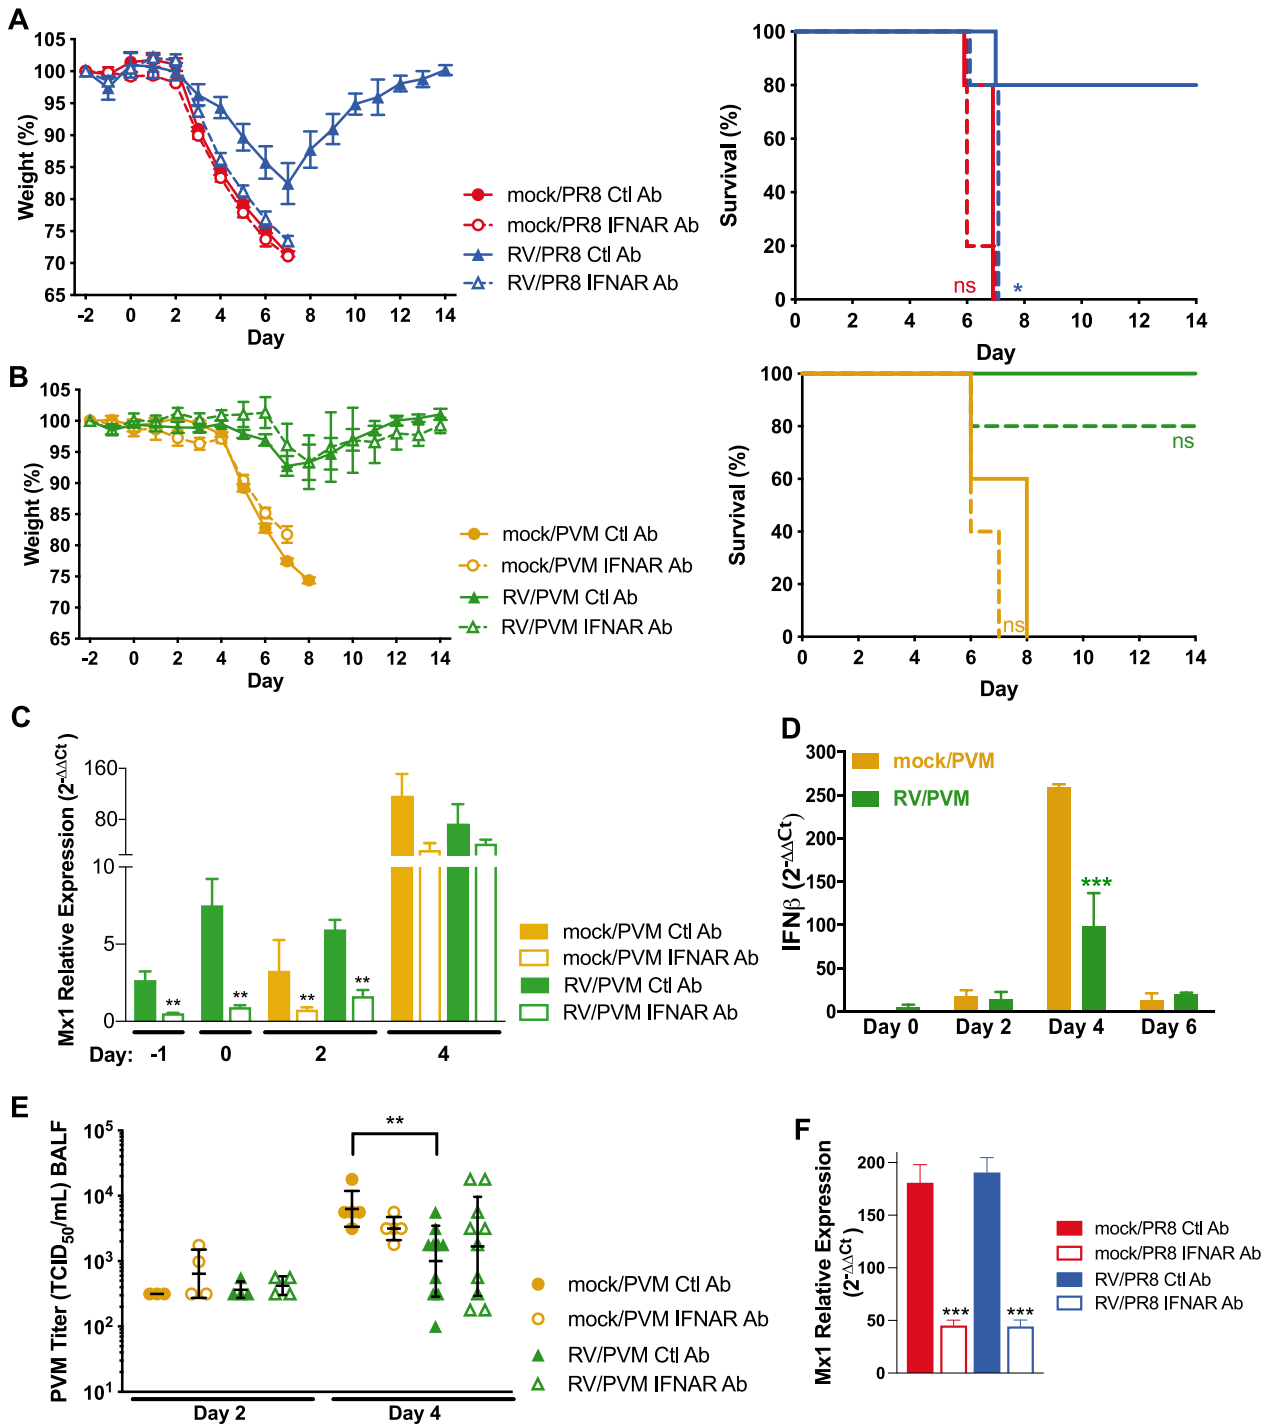 A
105
100
95
90
85
80
75
70
65
Weight (%)
-2 0 2 4 6 8 10 12 14
Day
mock/PR8 Ctl Ab
mock/PR8 IFNAR Ab
RV/PR8 Ctl Ab
RV/PR8 IFNAR Ab
100
80
60
40
20
0
Survival (%)
ns
*
0 2 4 6 8 10 12 14
Day
B
105
100
95
90
85
80
75
70
65
Weight (%)
-2 0 2 4 6 8 10 12 14
Day
mock/PVM Ctl Ab
mock/PVM IFNAR Ab
RV/PVM Ctl Ab
RV/PVM IFNAR Ab
100
80
60
40
20
0
Survival (%)
ns
ns
0 2 4 6 8 10 12 14
Day
C
Mx1 Relative Expression (2-ΔΔCt)
160
80
10
5
0
** ** ** **
Day: -1 0 2 4
mock/PVM Ctl Ab
mock/PVM IFNAR Ab
RV/PVM Ctl Ab
RV/PVM IFNAR Ab
D
IFNβ (2-ΔΔCt)
300
250
200
150
100
50
0
mock/PVM
RV/PVM
***
Day 0 Day 2 Day 4 Day 6
E
PVM Titer (TCID50/mL) BALF
10^5
10^4
10^3
10^2
10^1
**
Day 2 Day 4
mock/PVM Ctl Ab
mock/PVM IFNAR Ab
RV/PVM Ctl Ab
RV/PVM IFNAR Ab
F
Mx1 Relative Expression
(2-ΔΔCt)
200
150
100
50
0
*** ***
mock/PR8 Ctl Ab
mock/PR8 IFNAR Ab
RV/PR8 Ctl Ab
RV/PR8 IFNAR Ab